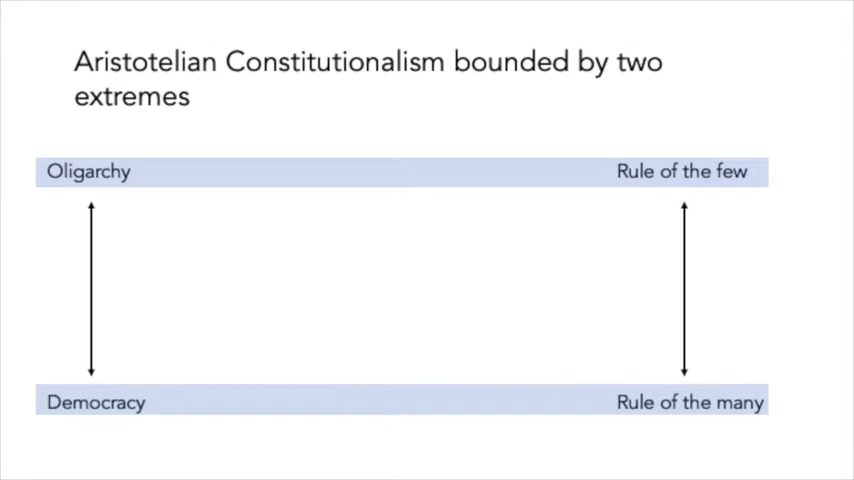 Aristotelian Constitutionalism bounded by two
extremes
Oligarchy Rule of the few
Democracy Rule of the many